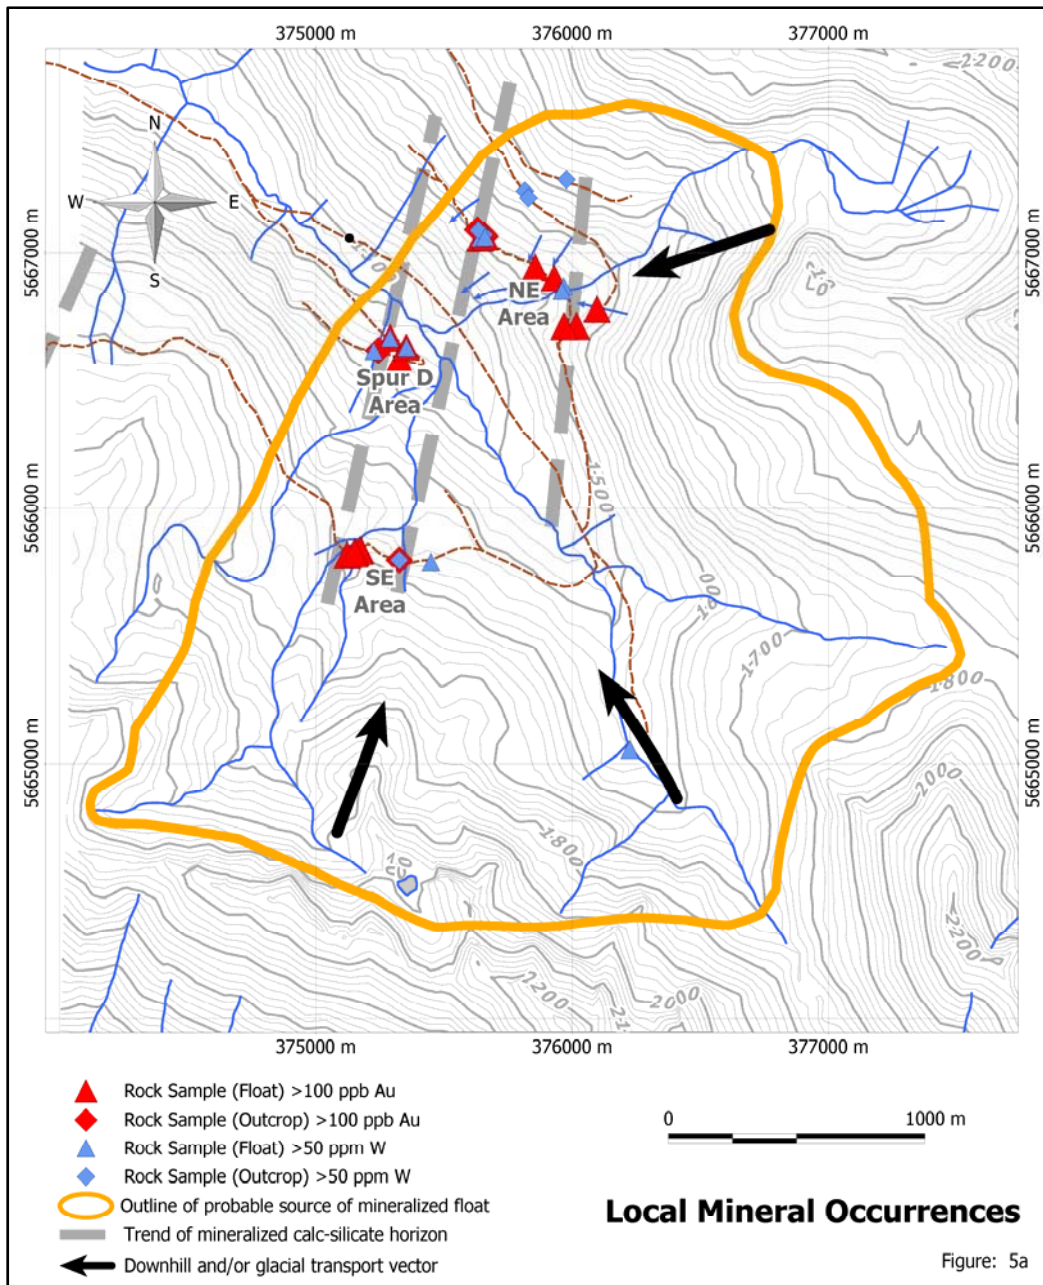 375000 m 376000 m 377000 m
2200
N
W E
S
5667000 m
5667000 m
NE
Area
Spur D
Area
1500
5666000 m
5666000 m
SE
Area
1700
1800
5665000 m
5665000 m
2000
1800
2200
2200
2000
375000 m 376000 m 377000 m
Rock Sample (Float) >100 ppb Au
Rock Sample (Outcrop) >100 ppb Au
Rock Sample (Float) >50 ppm W
Rock Sample (Outcrop) >50 ppm W
Outline of probable source of mineralized float
Trend of mineralized calc-silicate horizon
Downhill and/or glacial transport vector
0 1000 m
Local Mineral Occurrences
Figure: 5a